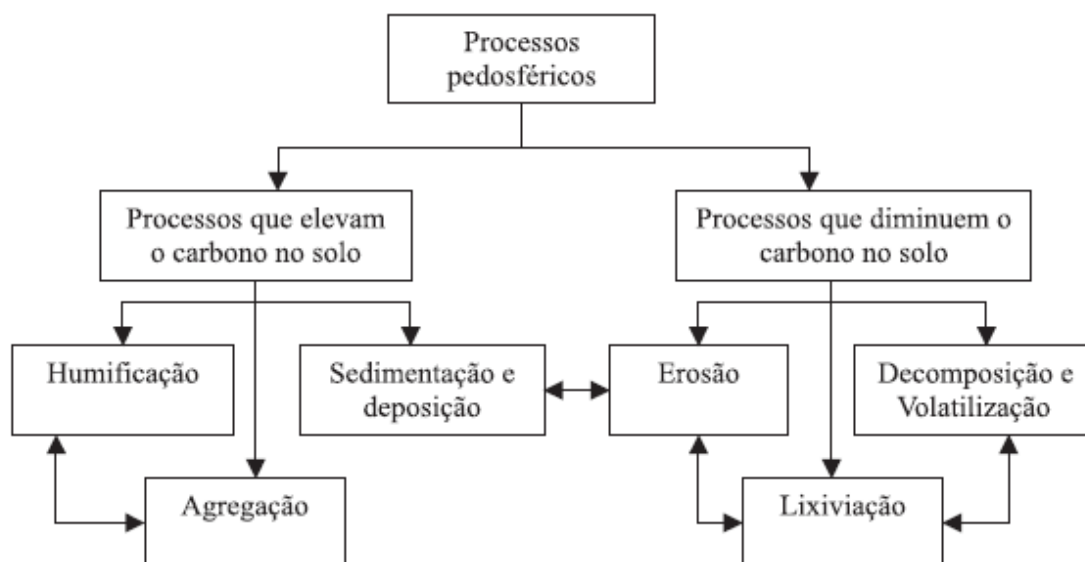 Processos
pedosféricos
Processos que elevam
o carbono no solo
Processos que diminuem o
carbono no solo
Humificação
Sedimentação e
deposição
Erosão
Decomposição e
Volatilização
Agregação
Lixiviação